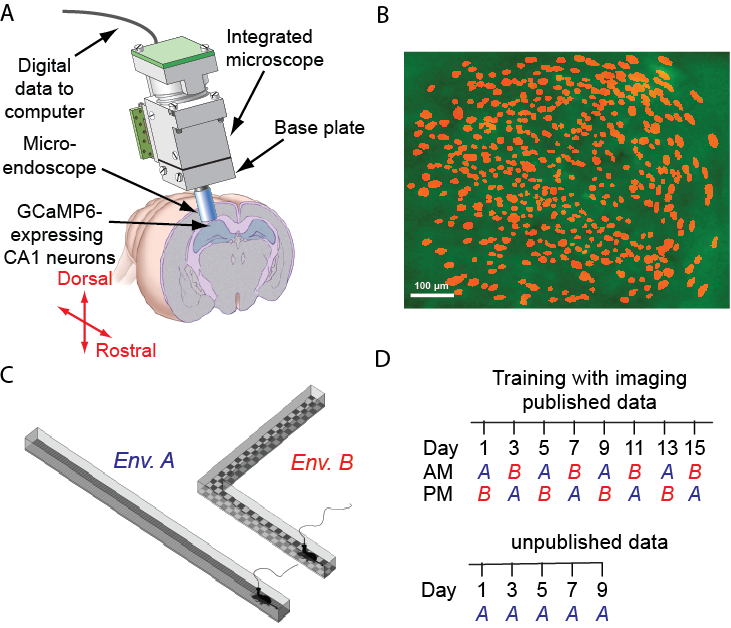 A
Digital
data to
computer
Integrated
microscope
Base plate
Micro-
endoscope
GCaMP6-
expressing
CA1 neurons
Dorsal
Rostral
B
100 µm
C
Env. A
Env. B
D
Training with imaging
published data
Day 1 3 5 7 9 11 13 15
AM A B A B A B A B
PM B A B A B A B A
unpublished data
Day 1 3 5 7 9
A A A A A